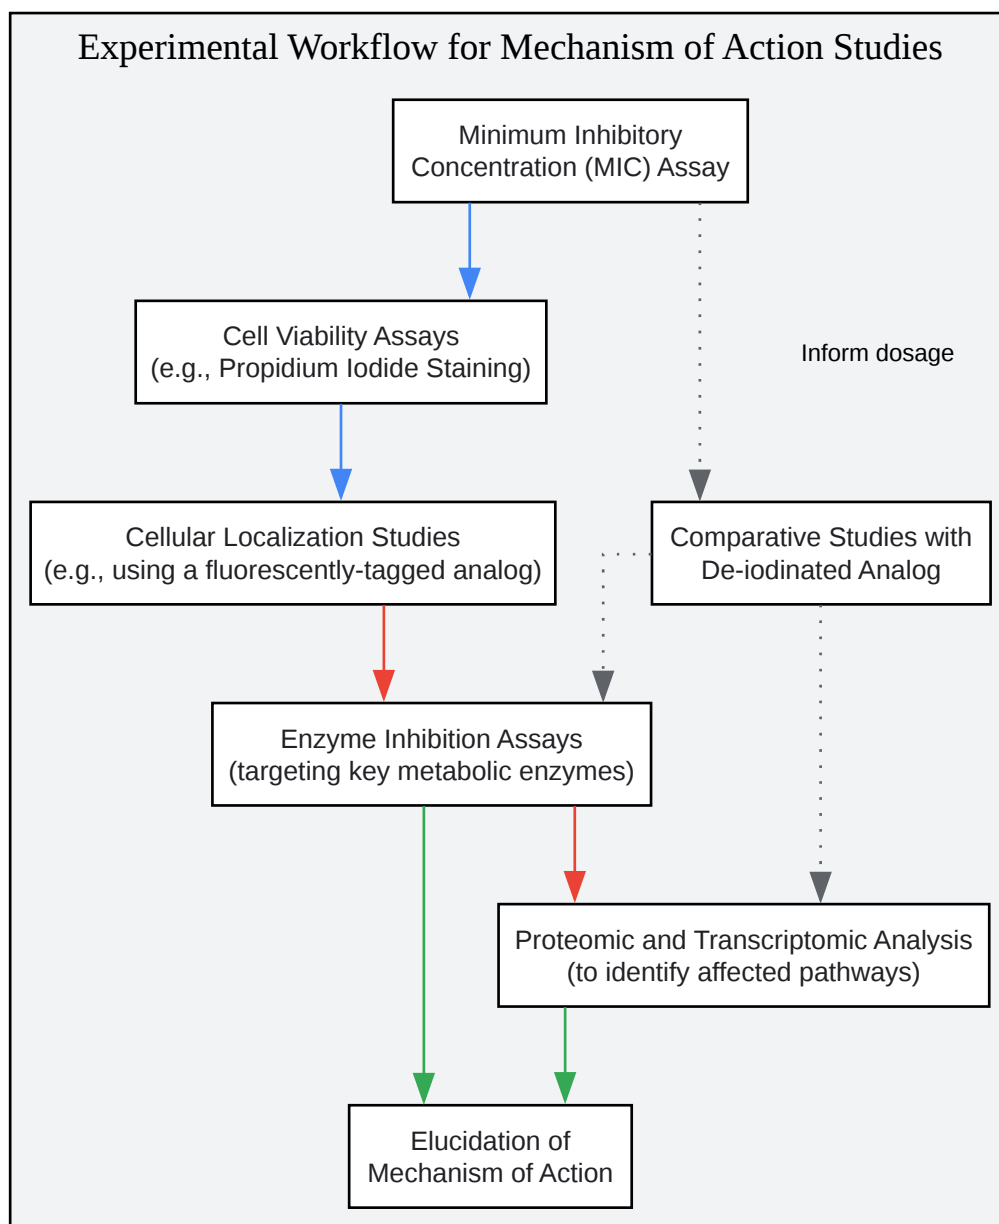 Experimental Workflow for Mechanism of Action Studies
Minimum Inhibitory
Concentration (MIC) Assay
Cell Viability Assays
(e.g., Propidium Iodide Staining)
Inform dosage
Cellular Localization Studies
(e.g., using a fluorescently-tagged analog)
Comparative Studies with
De-iodinated Analog
Enzyme Inhibition Assays
(targeting key metabolic enzymes)
Proteomic and Transcriptomic Analysis
(to identify affected pathways)
Elucidation of
Mechanism of Action